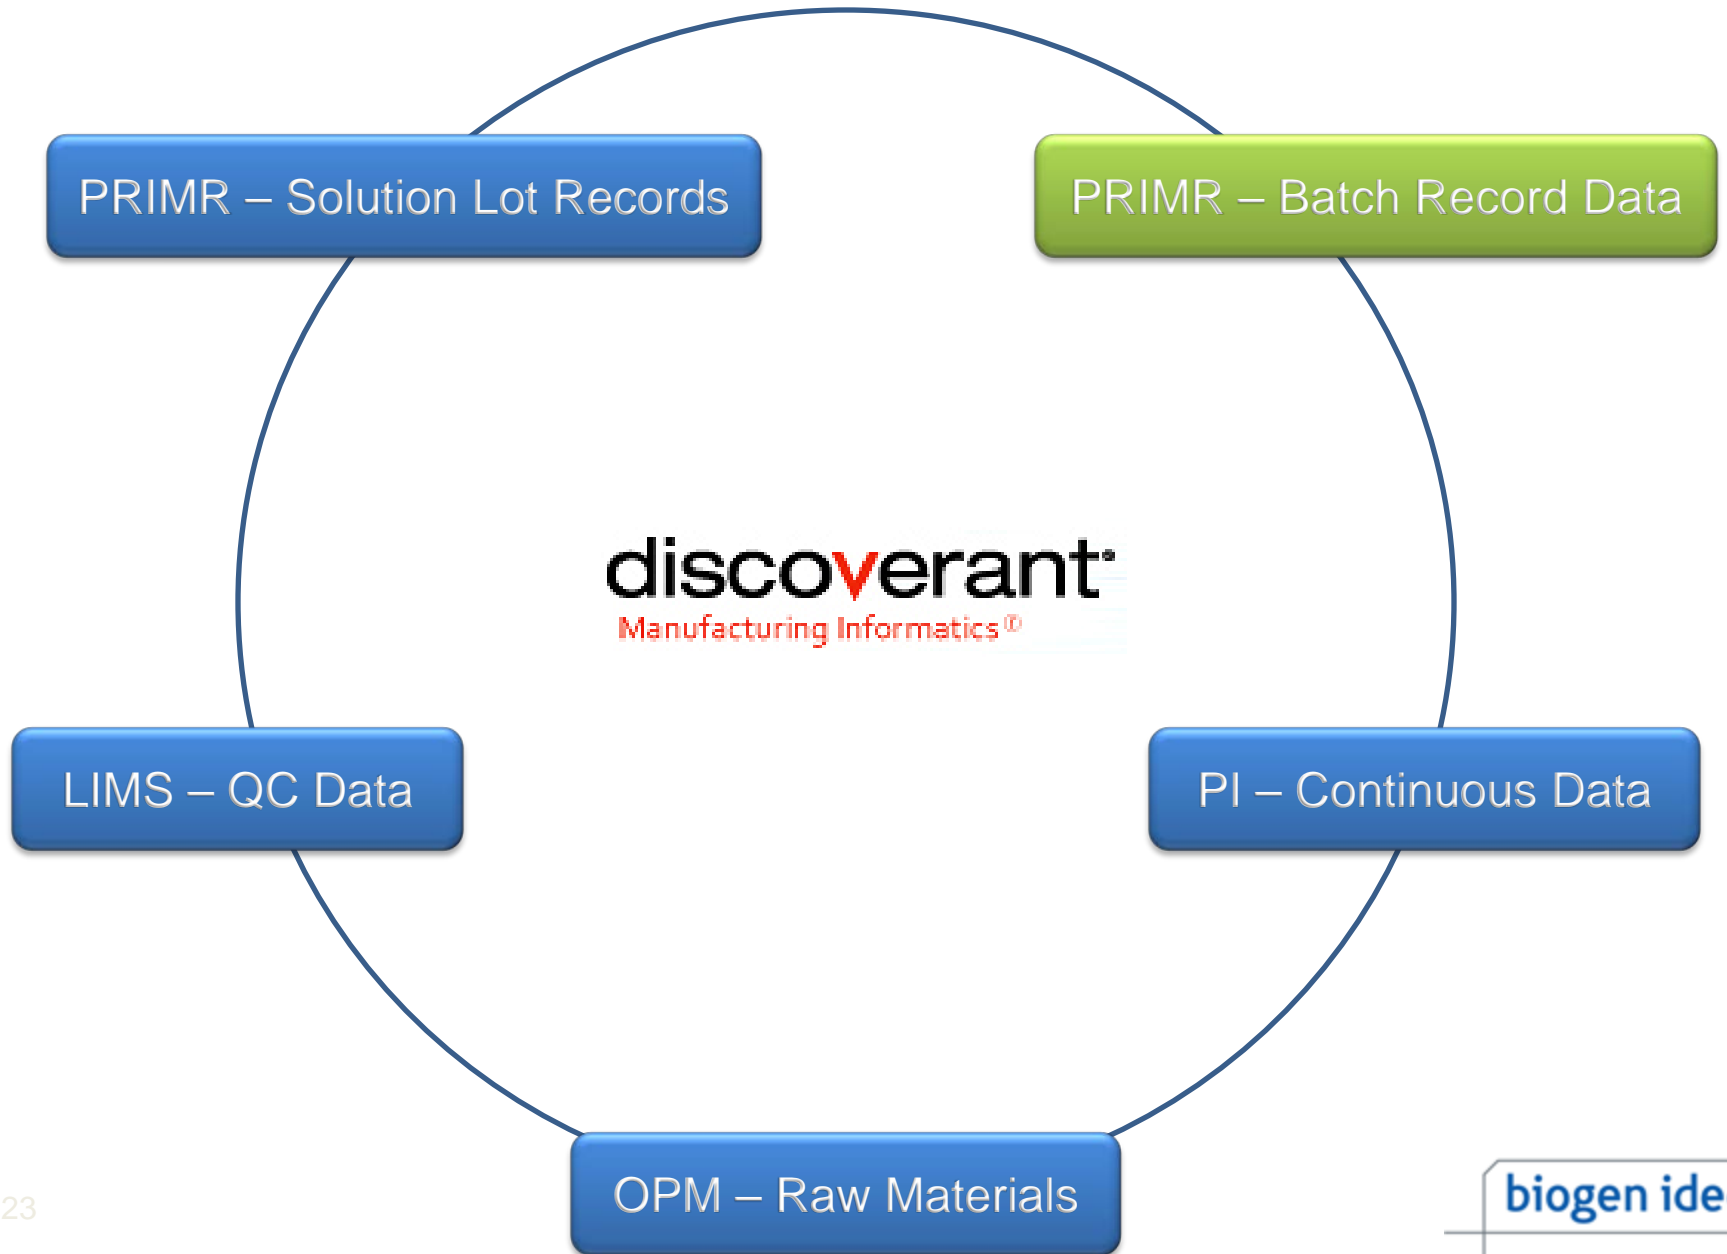 PRIMR – Solution Lot Records
PRIMR – Batch Record Data
discoverant®
Manufacturing Informatics®
LIMS – QC Data
PI – Continuous Data
OPM – Raw Materials
23
biogen ide